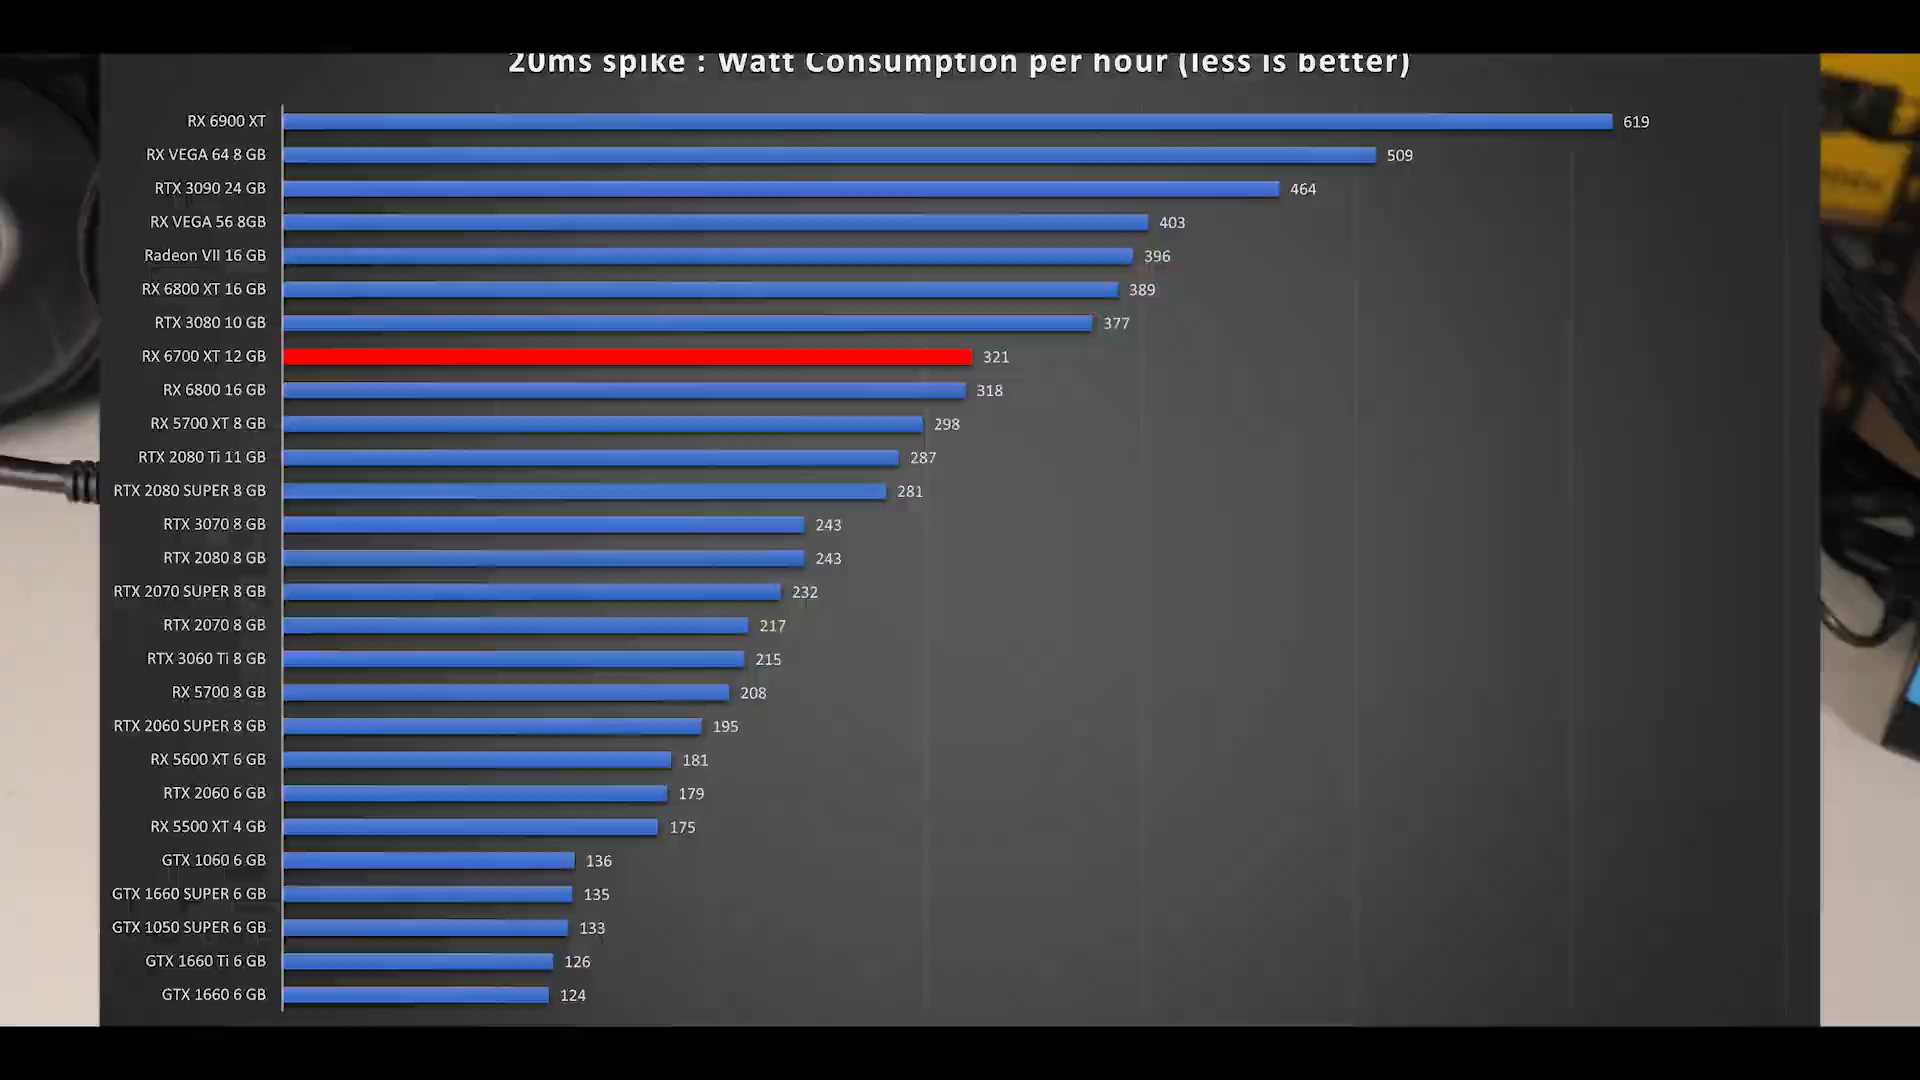 20ms spike : Watt Consumption per hour (less is better)
RX 6900 XT 619
RX VEGA 64 8 GB 509
RTX 3090 24 GB 464
RX VEGA 56 8GB 403
Radeon VII 16 GB 396
RX 6800 XT 16 GB 389
RTX 3080 10 GB 377
RX 6700 XT 12 GB 321
RX 6800 16 GB 318
RX 5700 XT 8 GB 298
RTX 2080 Ti 11 GB 287
RTX 2080 SUPER 8 GB 281
RTX 3070 8 GB 243
RTX 2080 8 GB 243
RTX 2070 SUPER 8 GB 232
RTX 2070 8 GB 217
RTX 3060 Ti 8 GB 215
RX 5700 8 GB 208
RTX 2060 SUPER 8 GB 195
RX 5600 XT 6 GB 181
RTX 2060 6 GB 179
RX 5500 XT 4 GB 175
GTX 1060 6 GB 136
GTX 1660 SUPER 6 GB 135
GTX 1050 SUPER 6 GB 133
GTX 1660 Ti 6 GB 126
GTX 1660 6 GB 124